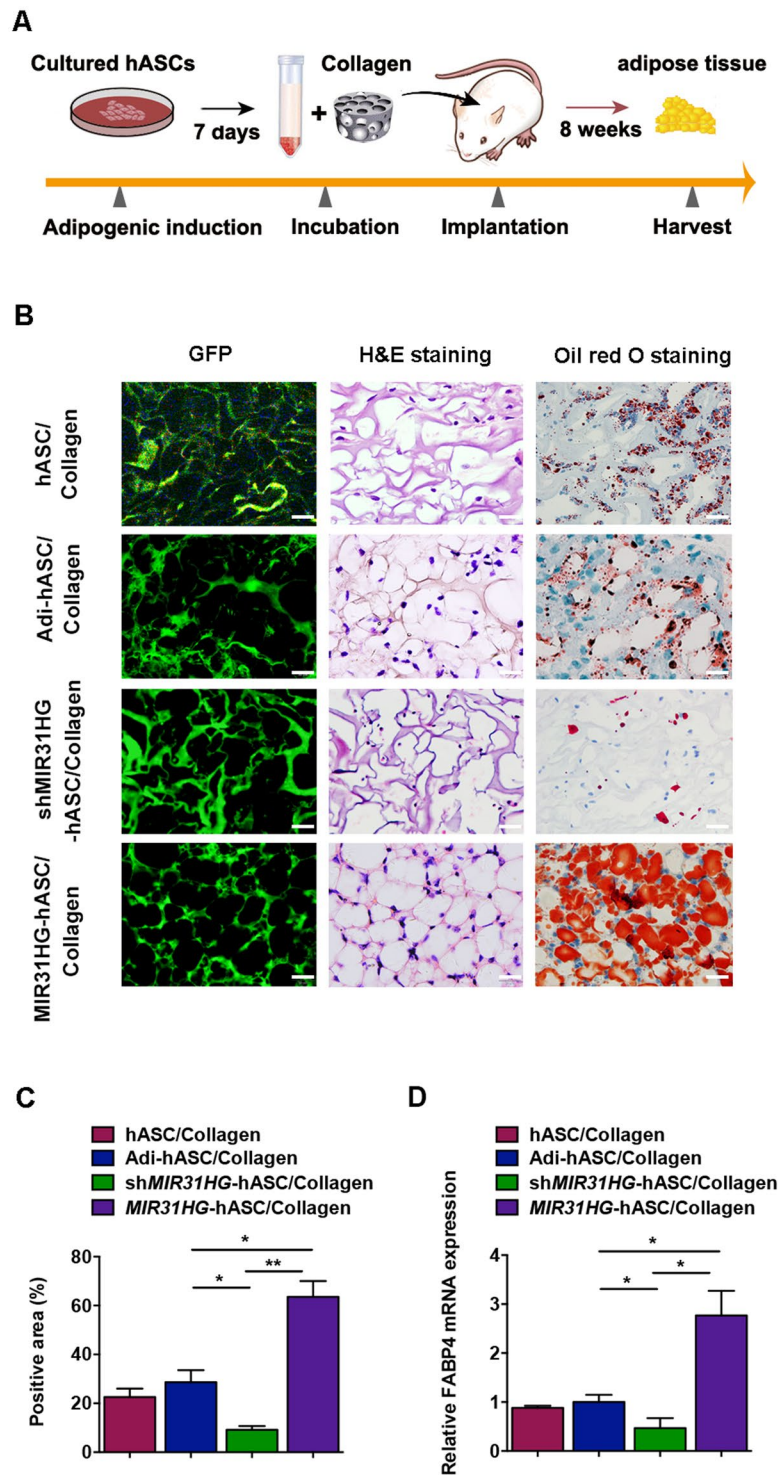 A
Cultured hASCs
Collagen
adipose tissue
7 days
+
8 weeks
Adipogenic induction
Incubation
Implantation
Harvest
B
GFP
H&E staining
Oil red O staining
hASC/
Collagen
Adi-hASC/
Collagen
shMIR31HG
-hASC/Collagen
MIR31HG-hASC/
Collagen
C
hASC/Collagen
Adi-hASC/Collagen
shMIR31HG-hASC/Collagen
MIR31HG-hASC/Collagen
Positive area (%)
80
60
40
20
0
*
*
**
D
hASC/Collagen
Adi-hASC/Collagen
shMIR31HG-hASC/Collagen
MIR31HG-hASC/Collagen
Relative FABP4 mRNA expression
4
3
2
1
0
*
*
*